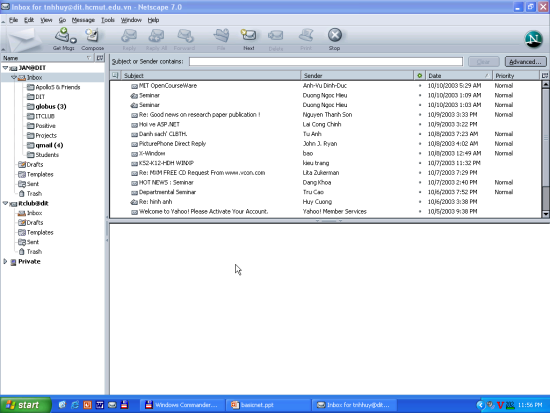 Inbox for tnhhuy@dit.hcmut.edu.vn - Netscape 7.0
File Edit View Go Message Tools Window Help
Get Msgs Compose Reply Reply All Forward File Next Delete Print Stop
Name
Subject or Sender contains: Clear Advanced...
JAN@DIT
Inbox
Apollo5 & Friends
DIT
globus (3)
ITCLUB
Positive
Projects
qmail (4)
Students
Drafts
Templates
Sent
Trash
itclub@dit
Inbox
Drafts
Templates
Sent
Trash
Private
Subject Sender Date Priority
MIT OpenCourseWare Anh-Vu Dinh-Duc 10/10/2003 5:29 AM Normal
Seminar Duong Ngoc Hieu 10/10/2003 1:09 AM Normal
Seminar Duong Ngoc Hieu 10/10/2003 1:03 AM Normal
Re: Good news on research paper publication ! Nguyen Thanh Son 10/9/2003 3:33 PM Normal
Hoi ve ASP.NET Lai Cong Chinh 10/9/2003 3:22 PM
Danh sach' CLBTH. Tu Anh 10/8/2003 7:23 AM Normal
PicturePhone Direct Reply John J. Ryan 10/8/2003 4:02 AM Normal
X-Window bao 10/8/2003 12:49 AM Normal
KS2-K12-HDH WINXP kieu trang 10/7/2003 11:32 PM
Re: MXM FREE CD Request From www.vcon.com Lita Zukerman 10/7/2003 7:29 PM
HOT NEWS : Seminar Dang Khoa 10/7/2003 2:40 PM Normal
Departmental Seminar Tru Cao 10/6/2003 7:52 PM Normal
Re: hinh anh Huy Cuong 10/6/2003 3:38 PM
Welcome to Yahoo! Please Activate Your Account. Yahoo! Member Services 10/5/2003 9:38 PM
start Windows Commander... basicnet.ppt Inbox for tnhhuy@dit... 11:56 PM